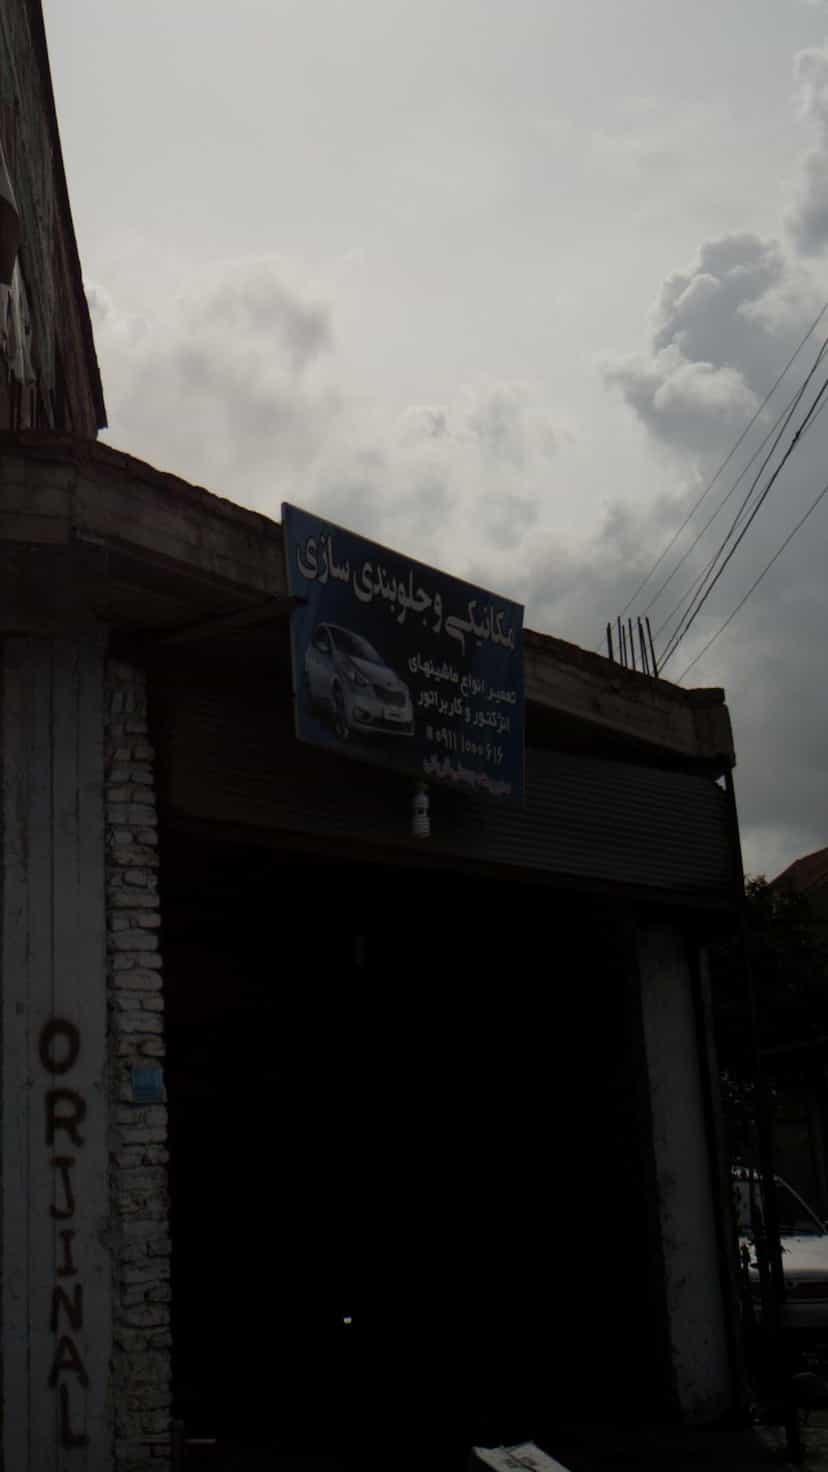 مکانیکی و جلوبندی سازی
تعمیر انواع ماشینهای
انژکتور و کاربراتور
۰۹۱۱ ۱۰۰۰ ۶۱۶
ORJINAL